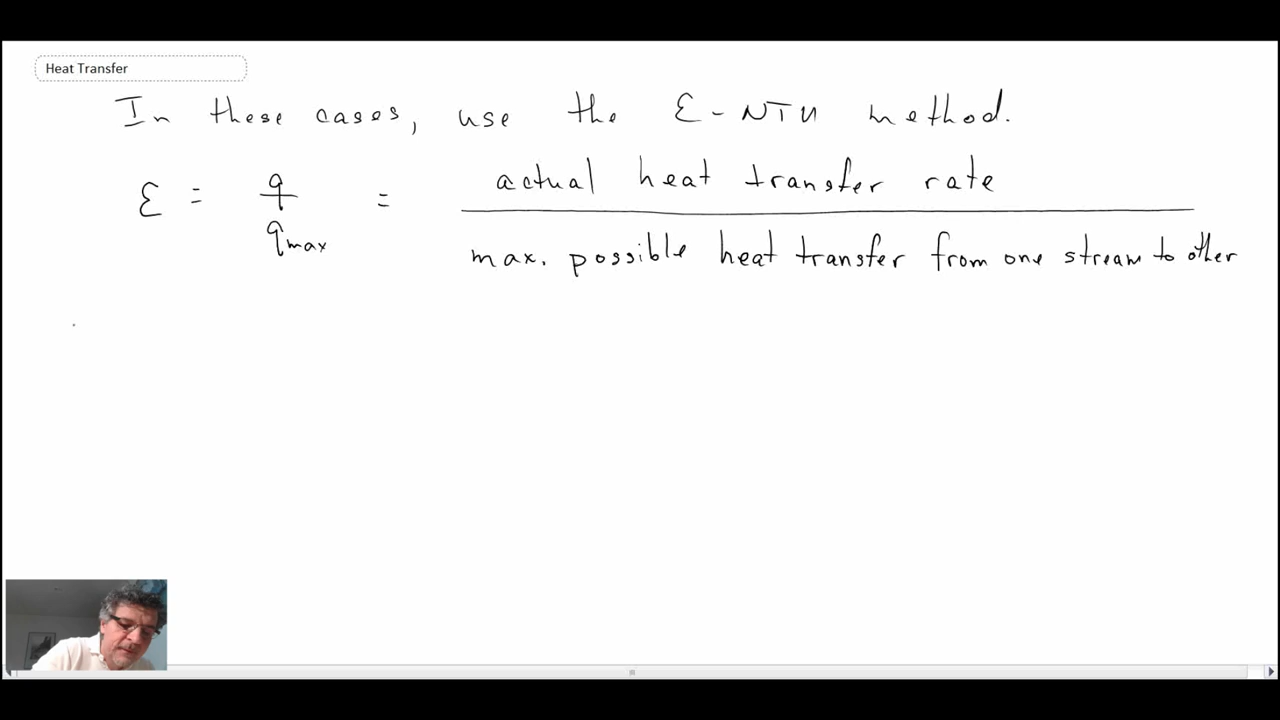 Heat Transfer
In these cases, use the Ɛ-NTU method.
Ɛ = q / qmax = actual heat transfer rate
max. possible heat transfer from one stream to other